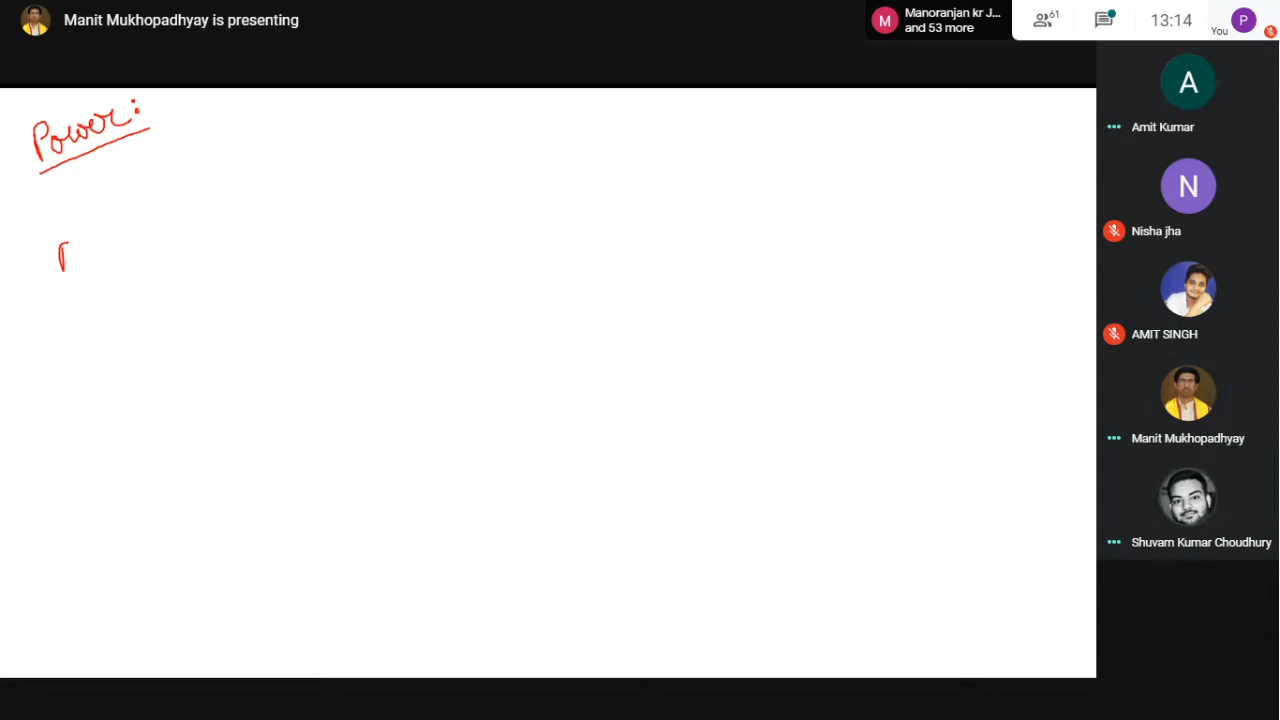 Manit Mukhopadhyay is presenting
M
Manoranjan kr J...
and 53 more
61
13:14
You
P
Power:
A
Amit Kumar
N
Nisha jha
AMIT SINGH
Manit Mukhopadhyay
Shuvam Kumar Choudhury